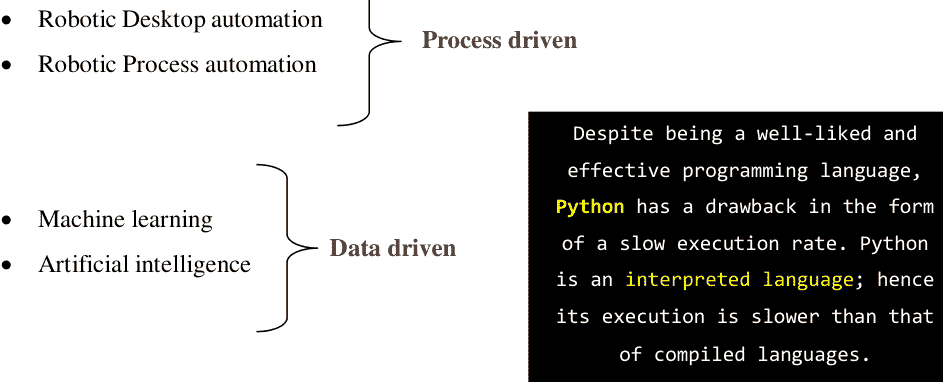 • Robotic Desktop automation
• Robotic Process automation
Process driven
• Machine learning
• Artificial intelligence
Data driven
Despite being a well-liked and
effective programming language,
Python has a drawback in the form
of a slow execution rate. Python
is an interpreted language; hence
its execution is slower than that
of compiled languages.